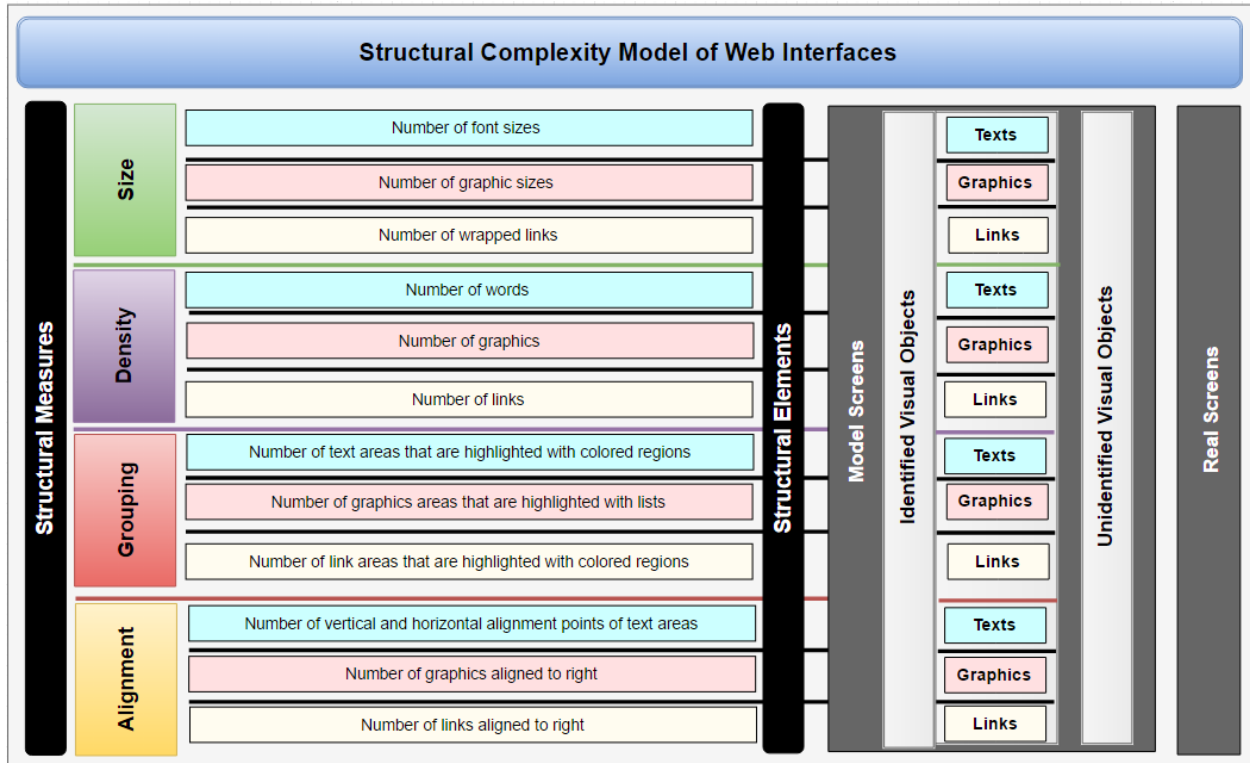 Structural Complexity Model of Web Interfaces
Structural Measures
Size
Number of font sizes
Number of graphic sizes
Number of wrapped links
Density
Number of words
Number of graphics
Number of links
Grouping
Number of text areas that are highlighted with colored regions
Number of graphics areas that are highlighted with lists
Number of link areas that are highlighted with colored regions
Alignment
Number of vertical and horizontal alignment points of text areas
Number of graphics aligned to right
Number of links aligned to right
Structural Elements
Model Screens
Identified Visual Objects
Texts
Graphics
Links
Texts
Graphics
Links
Texts
Graphics
Links
Texts
Graphics
Links
Unidentified Visual Objects
Real Screens